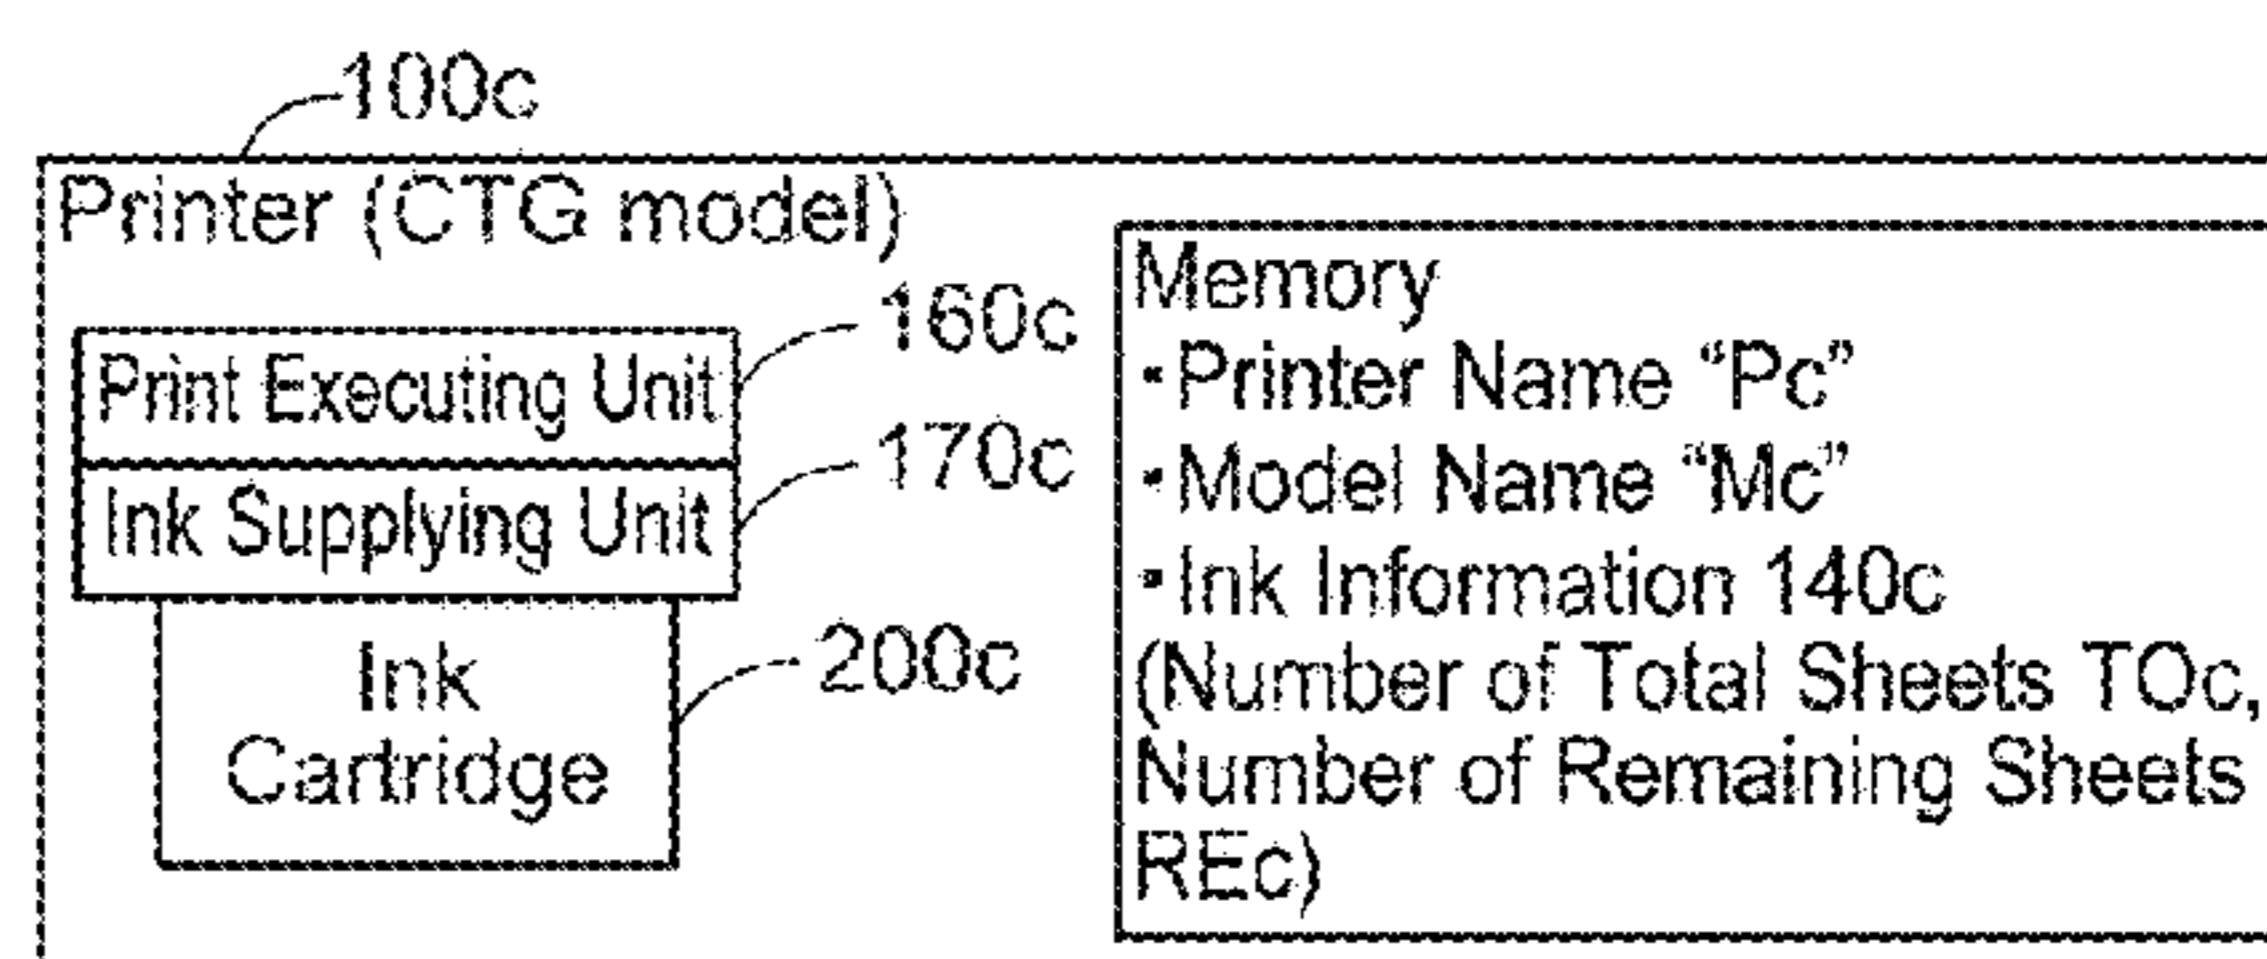 100c
Printer (CTG model)
160c
Print Executing Unit
170c
Ink Supplying Unit
200c
Ink
Cartridge
Memory
・Printer Name “Pc”
・Model Name “Mc”
・Ink Information 140c
(Number of Total Sheets TOc,
Number of Remaining Sheets
REc)